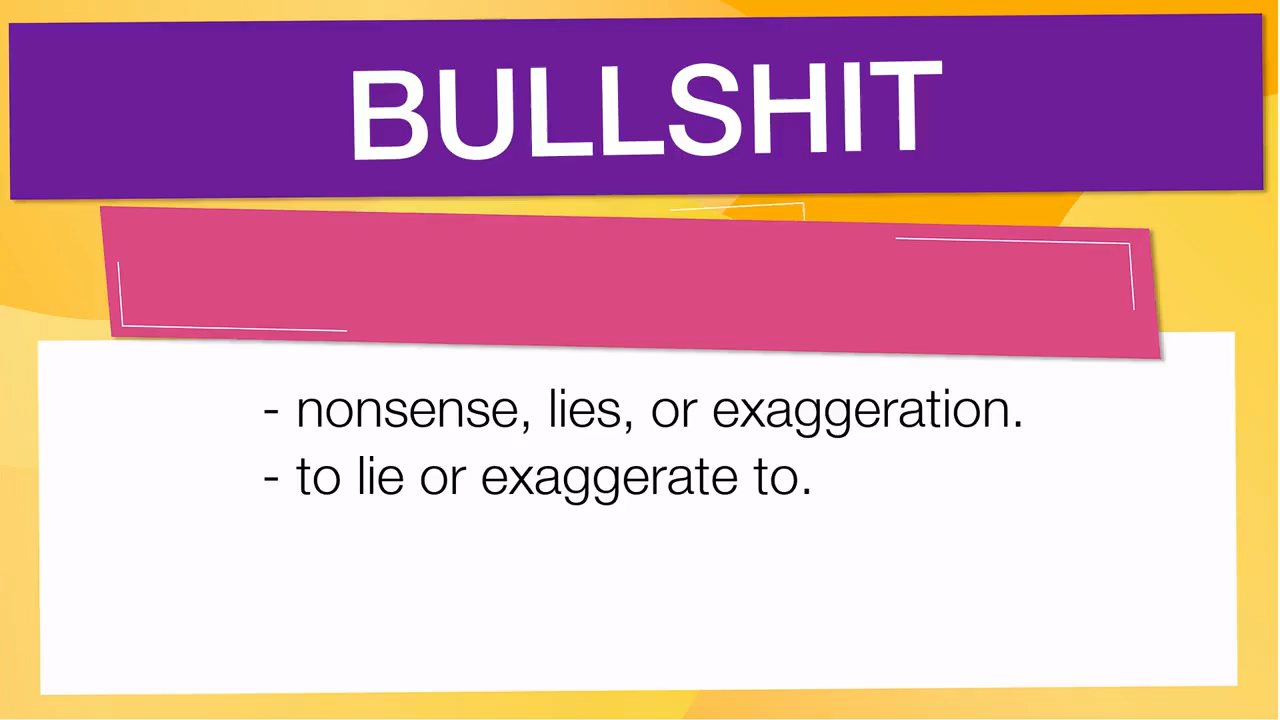 BULLSHIT
- nonsense, lies, or exaggeration.
- to lie or exaggerate to.